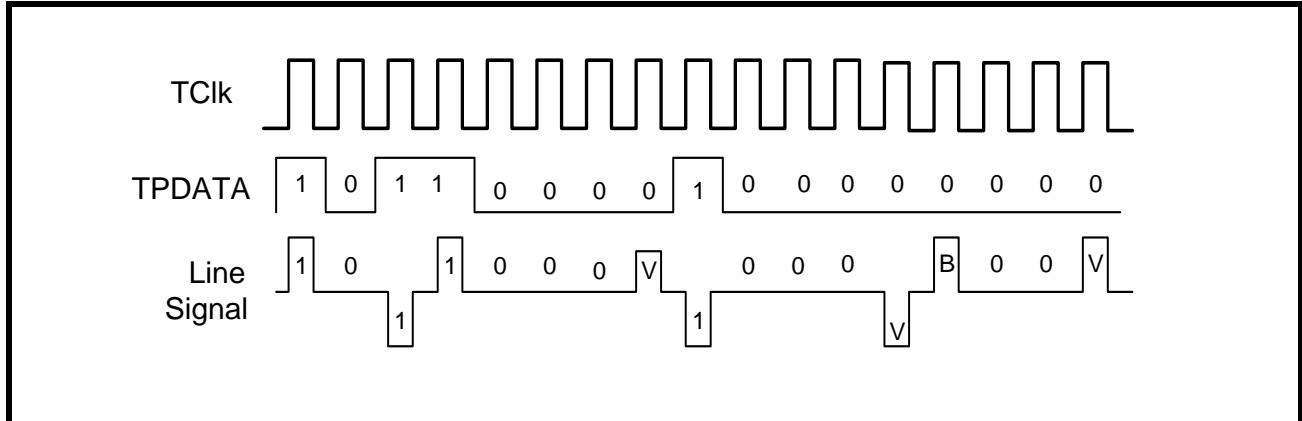 TClk
TPDATA 1 0 1 1 0 0 0 0 1 0 0 0 0 0 0 0 0
Line Signal 1 0 1 1 0 0 0 V 1 0 0 0 V B 0 0 V